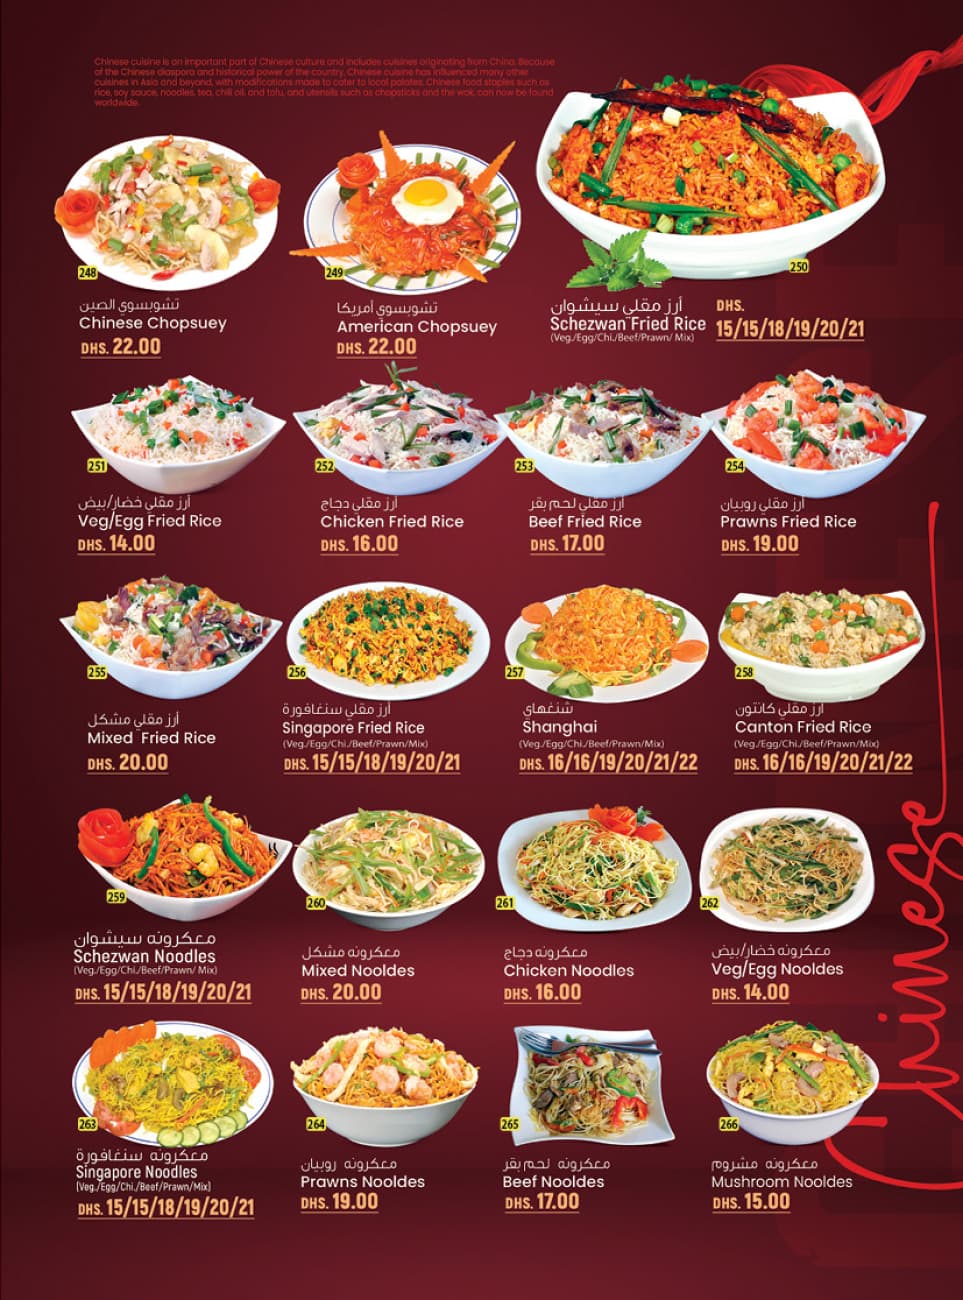 Chinese cuisine is an important part of Chinese culture and includes cuisines originating from China. Because
of the Chinese diaspora and historical power of the country, Chinese cuisine has influenced many other
cuisines in Asia and beyond, with modifications made to cater to local palates. Chinese food staples such as
rice, soy sauce, noodles, tea, chili oil, and tofu, and utensils such as chopsticks and the wok, can now be found
worldwide.
248
تشوبسوي الصين
Chinese Chopsuey
DHS. 22.00
249
تشوبسوي أمريكا
American Chopsuey
DHS. 22.00
250
أرز مقلي سيشوان
Schezwan Fried Rice
(Veg./Egg/Chi./Beef/Prawn/ Mix)
DHS.
15/15/18/19/20/21
251
أرز مقلي خضار/بيض
Veg/Egg Fried Rice
DHS. 14.00
252
أرز مقلي دجاج
Chicken Fried Rice
DHS. 16.00
253
أرز مقلي لحم بقر
Beef Fried Rice
DHS. 17.00
254
أرز مقلي روبيان
Prawns Fried Rice
DHS. 19.00
255
أرز مقلي مشكل
Mixed Fried Rice
DHS. 20.00
256
أرز مقلي سنغافورة
Singapore Fried Rice
(Veg./Egg/Chi./Beef/Prawn/Mix)
DHS. 15/15/18/19/20/21
257
شنغهاي
Shanghai
(Veg./Egg/Chi./Beef/Prawn/Mix)
DHS. 16/16/19/20/21/22
258
أرز مقلي كانتون
Canton Fried Rice
(Veg./Egg/Chi./Beef/Prawn/Mix)
DHS. 16/16/19/20/21/22
259
معكرونه سيشوان
Schezwan Noodles
(Veg./Egg/Chi./Beef/Prawn/ Mix)
DHS. 15/15/18/19/20/21
260
معكرونه مشكل
Mixed Nooldes
DHS. 20.00
261
معكرونه دجاج
Chicken Noodles
DHS. 16.00
262
معكرونه خضار/بيض
Veg/Egg Nooldes
DHS. 14.00
263
معكرونه سنغافورة
Singapore Noodles
(Veg./Egg/Chi./Beef/Prawn/Mix)
DHS. 15/15/18/19/20/21
264
معكرونه روبيان
Prawns Nooldes
DHS. 19.00
265
معكرونه لحم بقر
Beef Nooldes
DHS. 17.00
266
معكرونه مشروم
Mushroom Nooldes
DHS. 15.00
Chinese